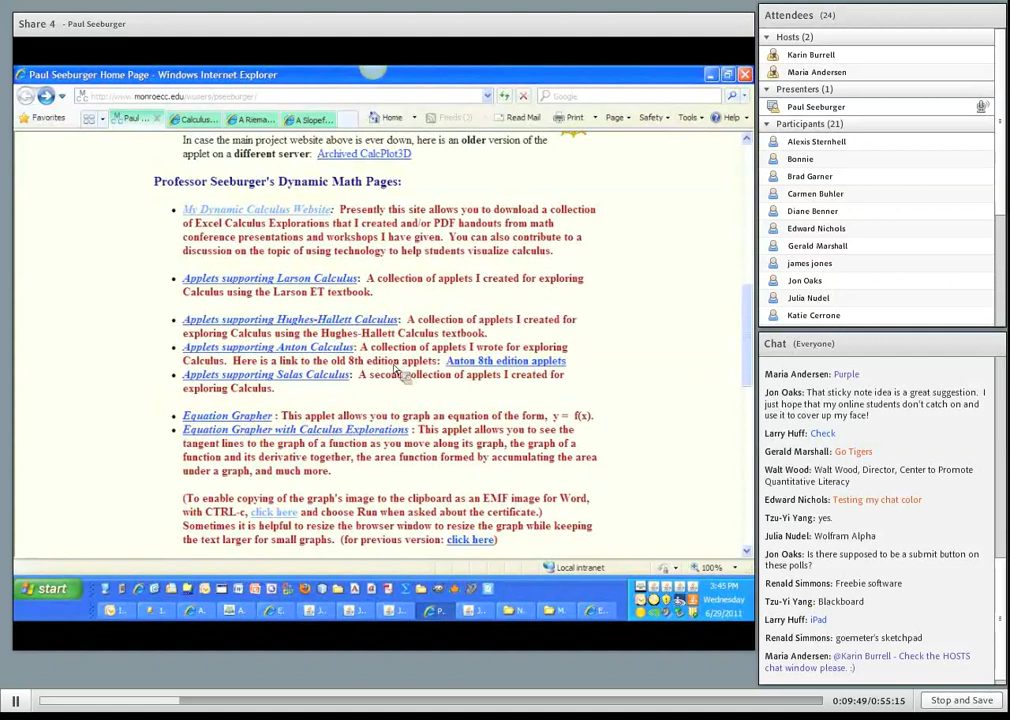 Share 4 - Paul Seeburger
Paul Seeburger Home Page - Windows Internet Explorer
http://www.monroecc.edu/wusers/pseeburger/
Google
Favorites
Paul ...
Calculus...
A Riema...
A Slopef...
Home
Feeds (2)
Read Mail
Print
Page
Safety
Tools
Help
In case the main project website above is ever down, here is an older version of the
applet on a different server: Archived CalcPlot3D
Professor Seeburger's Dynamic Math Pages:
My Dynamic Calculus Website: Presently this site allows you to download a collection
of Excel Calculus Explorations that I created and/or PDF handouts from math
conference presentations and workshops I have given. You can also contribute to a
discussion on the topic of using technology to help students visualize calculus.
Applets supporting Larson Calculus: A collection of applets I created for exploring
Calculus using the Larson ET textbook.
Applets supporting Hughes-Hallett Calculus: A collection of applets I created for
exploring Calculus using the Hughes-Hallett Calculus textbook.
Applets supporting Anton Calculus: A collection of applets I wrote for exploring
Calculus. Here is a link to the old 8th edition applets: Anton 8th edition applets
Applets supporting Salas Calculus: A second collection of applets I created for
exploring Calculus.
Equation Grapher : This applet allows you to graph an equation of the form, y = f(x).
Equation Grapher with Calculus Explorations : This applet allows you to see the
tangent lines to the graph of a function as you move along its graph, the graph of a
function and its derivative together, the area function formed by accumulating the area
under a graph, and much more.
(To enable copying of the graph's image to the clipboard as an EMF image for Word,
with CTRL-c, click here and choose Run when asked about the certificate.)
Sometimes it is helpful to resize the browser window to resize the graph while keeping
the text larger for small graphs. (for previous version: click here)
Local intranet
100%
start
3:45 PM
Wednesday
6/29/2011
Attendees (24)
Hosts (2)
Karin Burrell
Maria Andersen
Presenters (1)
Paul Seeburger
Participants (21)
Alexis Sternhell
Bonnie
Brad Garner
Carmen Buhler
Diane Benner
Edward Nichols
Gerald Marshall
james jones
Jon Oaks
Julia Nudel
Katie Cerrone
Chat (Everyone)
Maria Andersen: Purple
Jon Oaks: That sticky note idea is a great suggestion. I
just hope that my online students don't catch on and
use it to cover up my face!
Larry Huff: Check
Gerald Marshall: Go Tigers
Walt Wood: Walt Wood, Director, Center to Promote
Quantitative Literacy
Edward Nichols: Testing my chat color
Tzu-Yi Yang: yes.
Julia Nudel: Wolfram Alpha
Jon Oaks: Is there supposed to be a submit button on
these polls?
Renald Simmons: Freebie software
Tzu-Yi Yang: Blackboard
Larry Huff: iPad
Renald Simmons: goemeter's sketchpad
Maria Andersen: @Karin Burrell - Check the HOSTS
chat window please. :)
0:09:49/0:55:15
Stop and Save